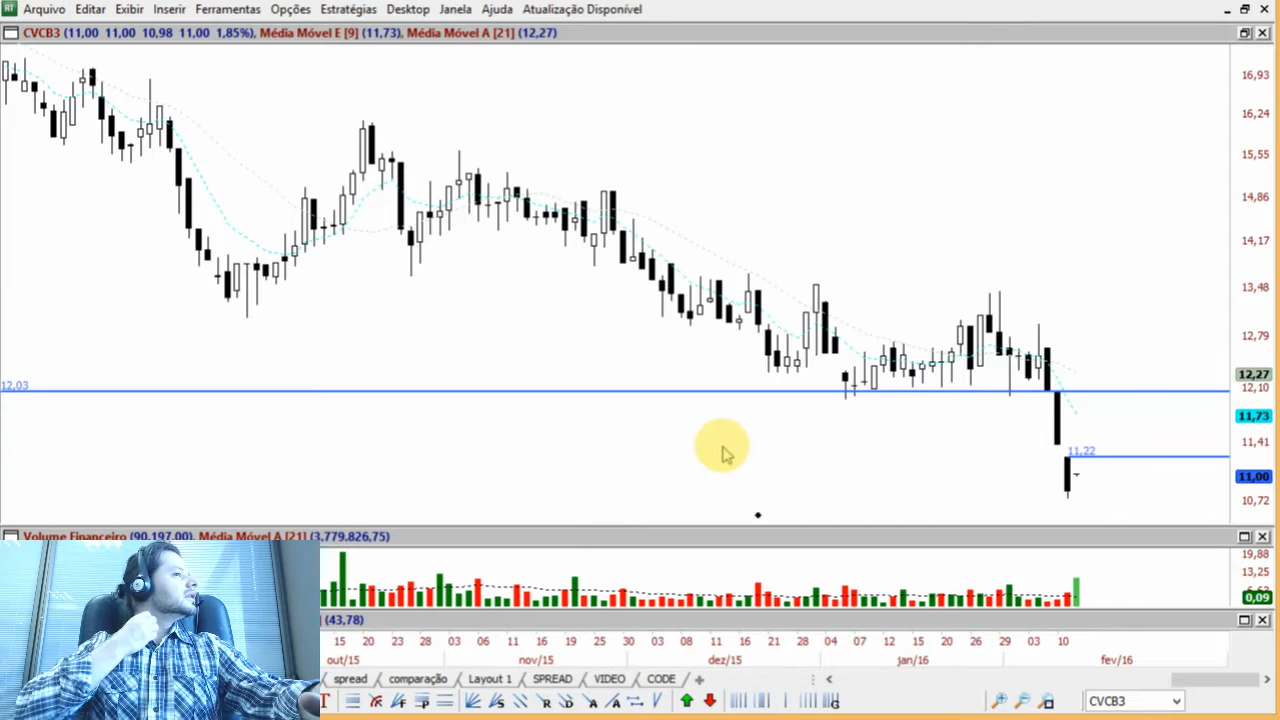 Arquivo Editar Exibir Inserir Ferramentas Opções Estratégias Desktop Janela Ajuda Atualização Disponível
CVCB3 (11,00 11,00 10,98 11,00 1,85%), Média Móvel E [9] (11,73), Média Móvel A [21] (12,27)
16,93
16,24
15,55
14,86
14,17
13,48
12,79
12,27
12,03
12,10
11,73
11,41
11,22
11,00
10,72
Volume Financeiro (90.197,00) Média Móvel A [21] (3.779.826,75)
19,88
13,25
0,09
(43,78)
15 20 23 28 03 06 11 16 19 25 30 03 08 11 16 21 28 04 07 12 15 20 26 29 03 10
out/15 nov/15 dez/15 jan/16 fev/16
spread comparação Layout 1 SPREAD VIDEO CODE
CVCB3